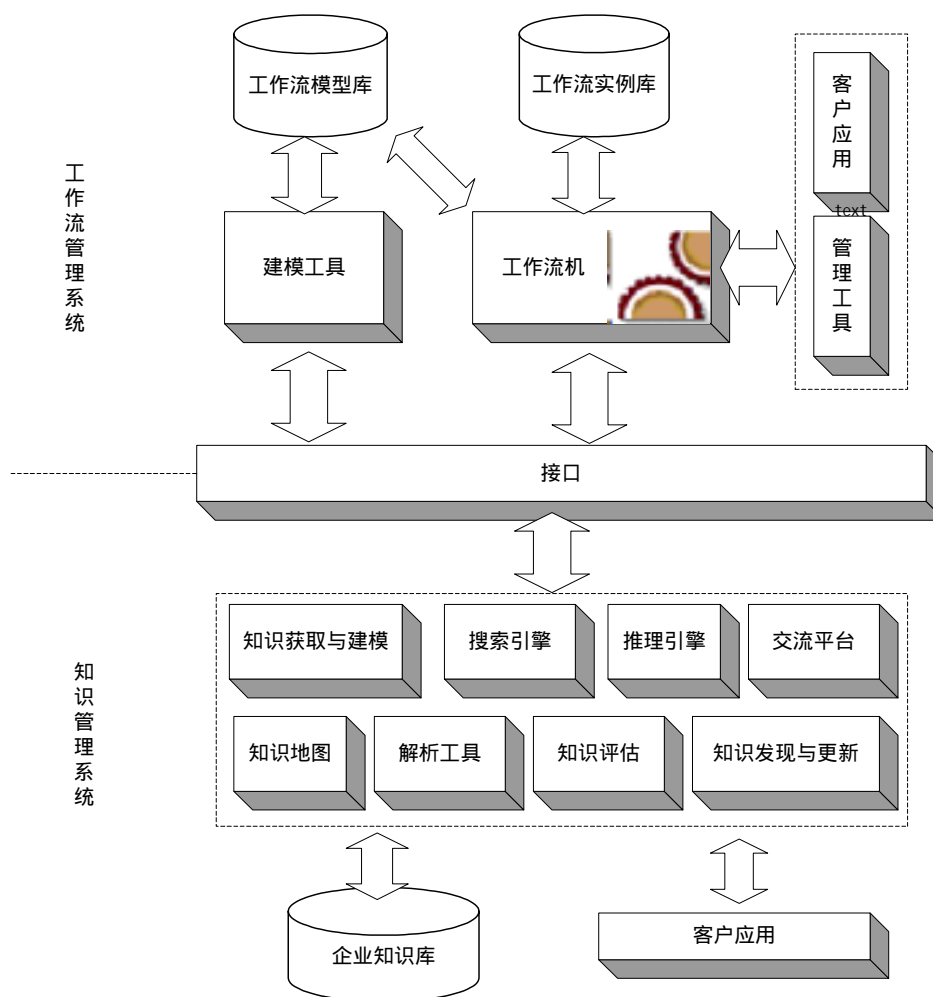 工作流模型库
工作流实例库
客户应用
text
管理工具
工作流管理系统
建模工具
工作流机
接口
知识管理系统
知识获取与建模
搜索引擎
推理引擎
交流平台
知识地图
解析工具
知识评估
知识发现与更新
企业知识库
客户应用